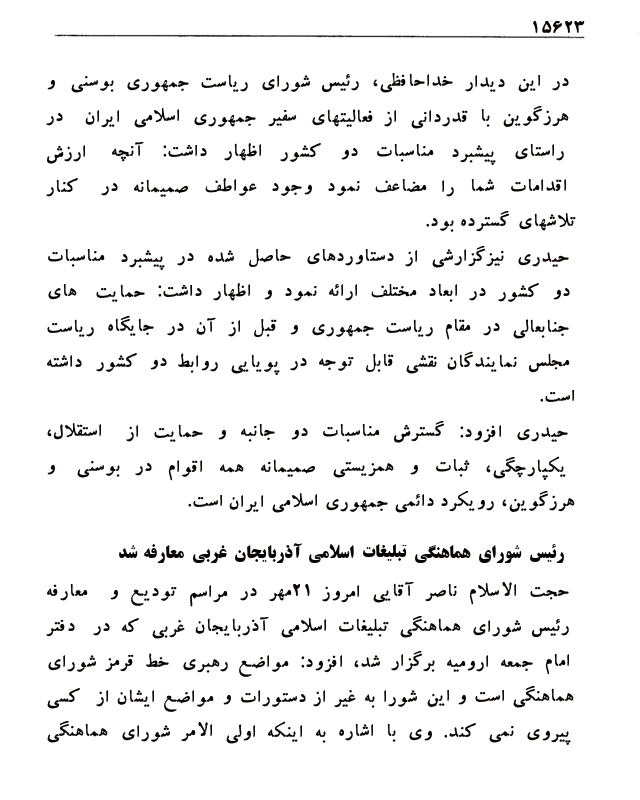 ۱۵۶۲۳
در این دیدار خداحافظی، رئیس شورای ریاست جمهوری بوسنی و
هرزگوین با قدردانی از فعالیتهای سفیر جمهوری اسلامی ایران در
راستای پیشبرد مناسبات دو کشور اظهار داشت: آنچه ارزش
اقدامات شما را مضاعف نمود وجود عواطف صمیمانه در کنار
تلاشهای گسترده بود.
حیدری نیزگزارشی از دستاوردهای حاصل شده در پیشبرد مناسبات
دو کشور در ابعاد مختلف ارائه نمود و اظهار داشت: حمایت های
جنابعالی در مقام ریاست جمهوری و قبل از آن در جایگاه ریاست
مجلس نمایندگان نقشی قابل توجه در پویایی روابط دو کشور داشته
است.
حیدری افزود: گسترش مناسبات دو جانبه و حمایت از استقلال،
یکپارچگی، ثبات و همزیستی صمیمانه همه اقوام در بوسنی و
هرزگوین، رویکرد دائمی جمهوری اسلامی ایران است.
رئیس شورای هماهنگی تبلیغات اسلامی آذربایجان غربی معارفه شد
حجت الاسلام ناصر آقایی امروز ۲۱مهر در مراسم تودیع و معارفه
رئیس شورای هماهنگی تبلیغات اسلامی آذربایجان غربی که در دفتر
امام جمعه ارومیه برگزار شد، افزود: مواضع رهبری خط قرمز شورای
هماهنگی است و این شورا به غیر از دستورات و مواضع ایشان از کسی
پیروی نمی کند. وی با اشاره به اینکه اولی الامر شورای هماهنگی